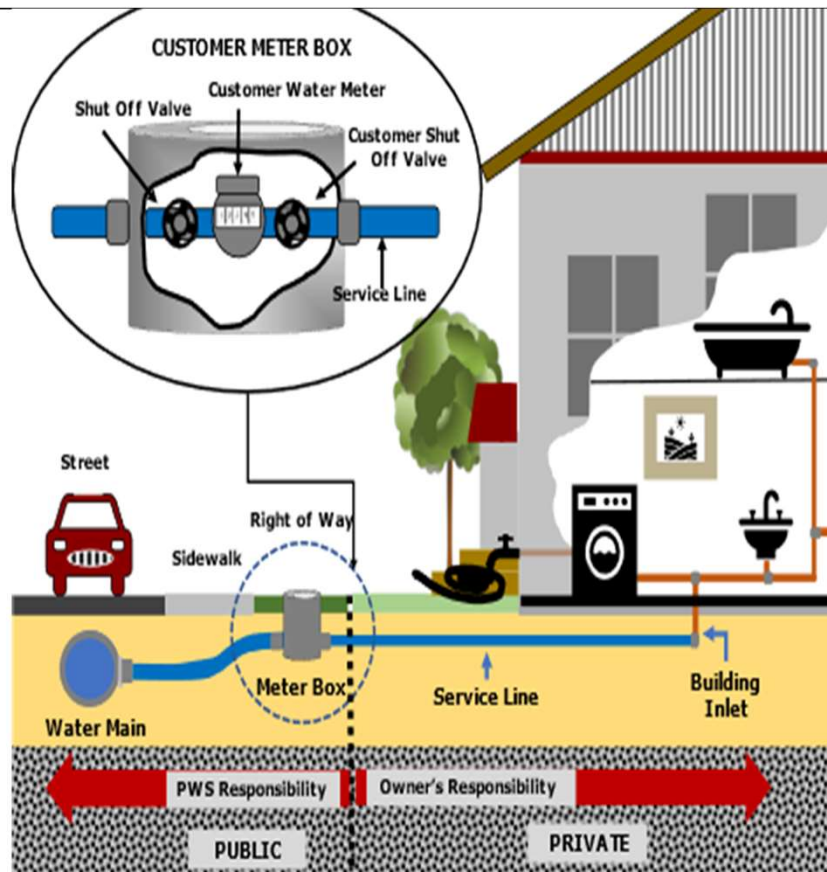 CUSTOMER METER BOX
Customer Water Meter
Shut Off Valve
Customer Shut
Off Valve
Service Line
Street
Right of Way
Sidewalk
Meter Box
Service Line
Building
Inlet
Water Main
PWS Responsibility
Owner's Responsibility
PUBLIC
PRIVATE